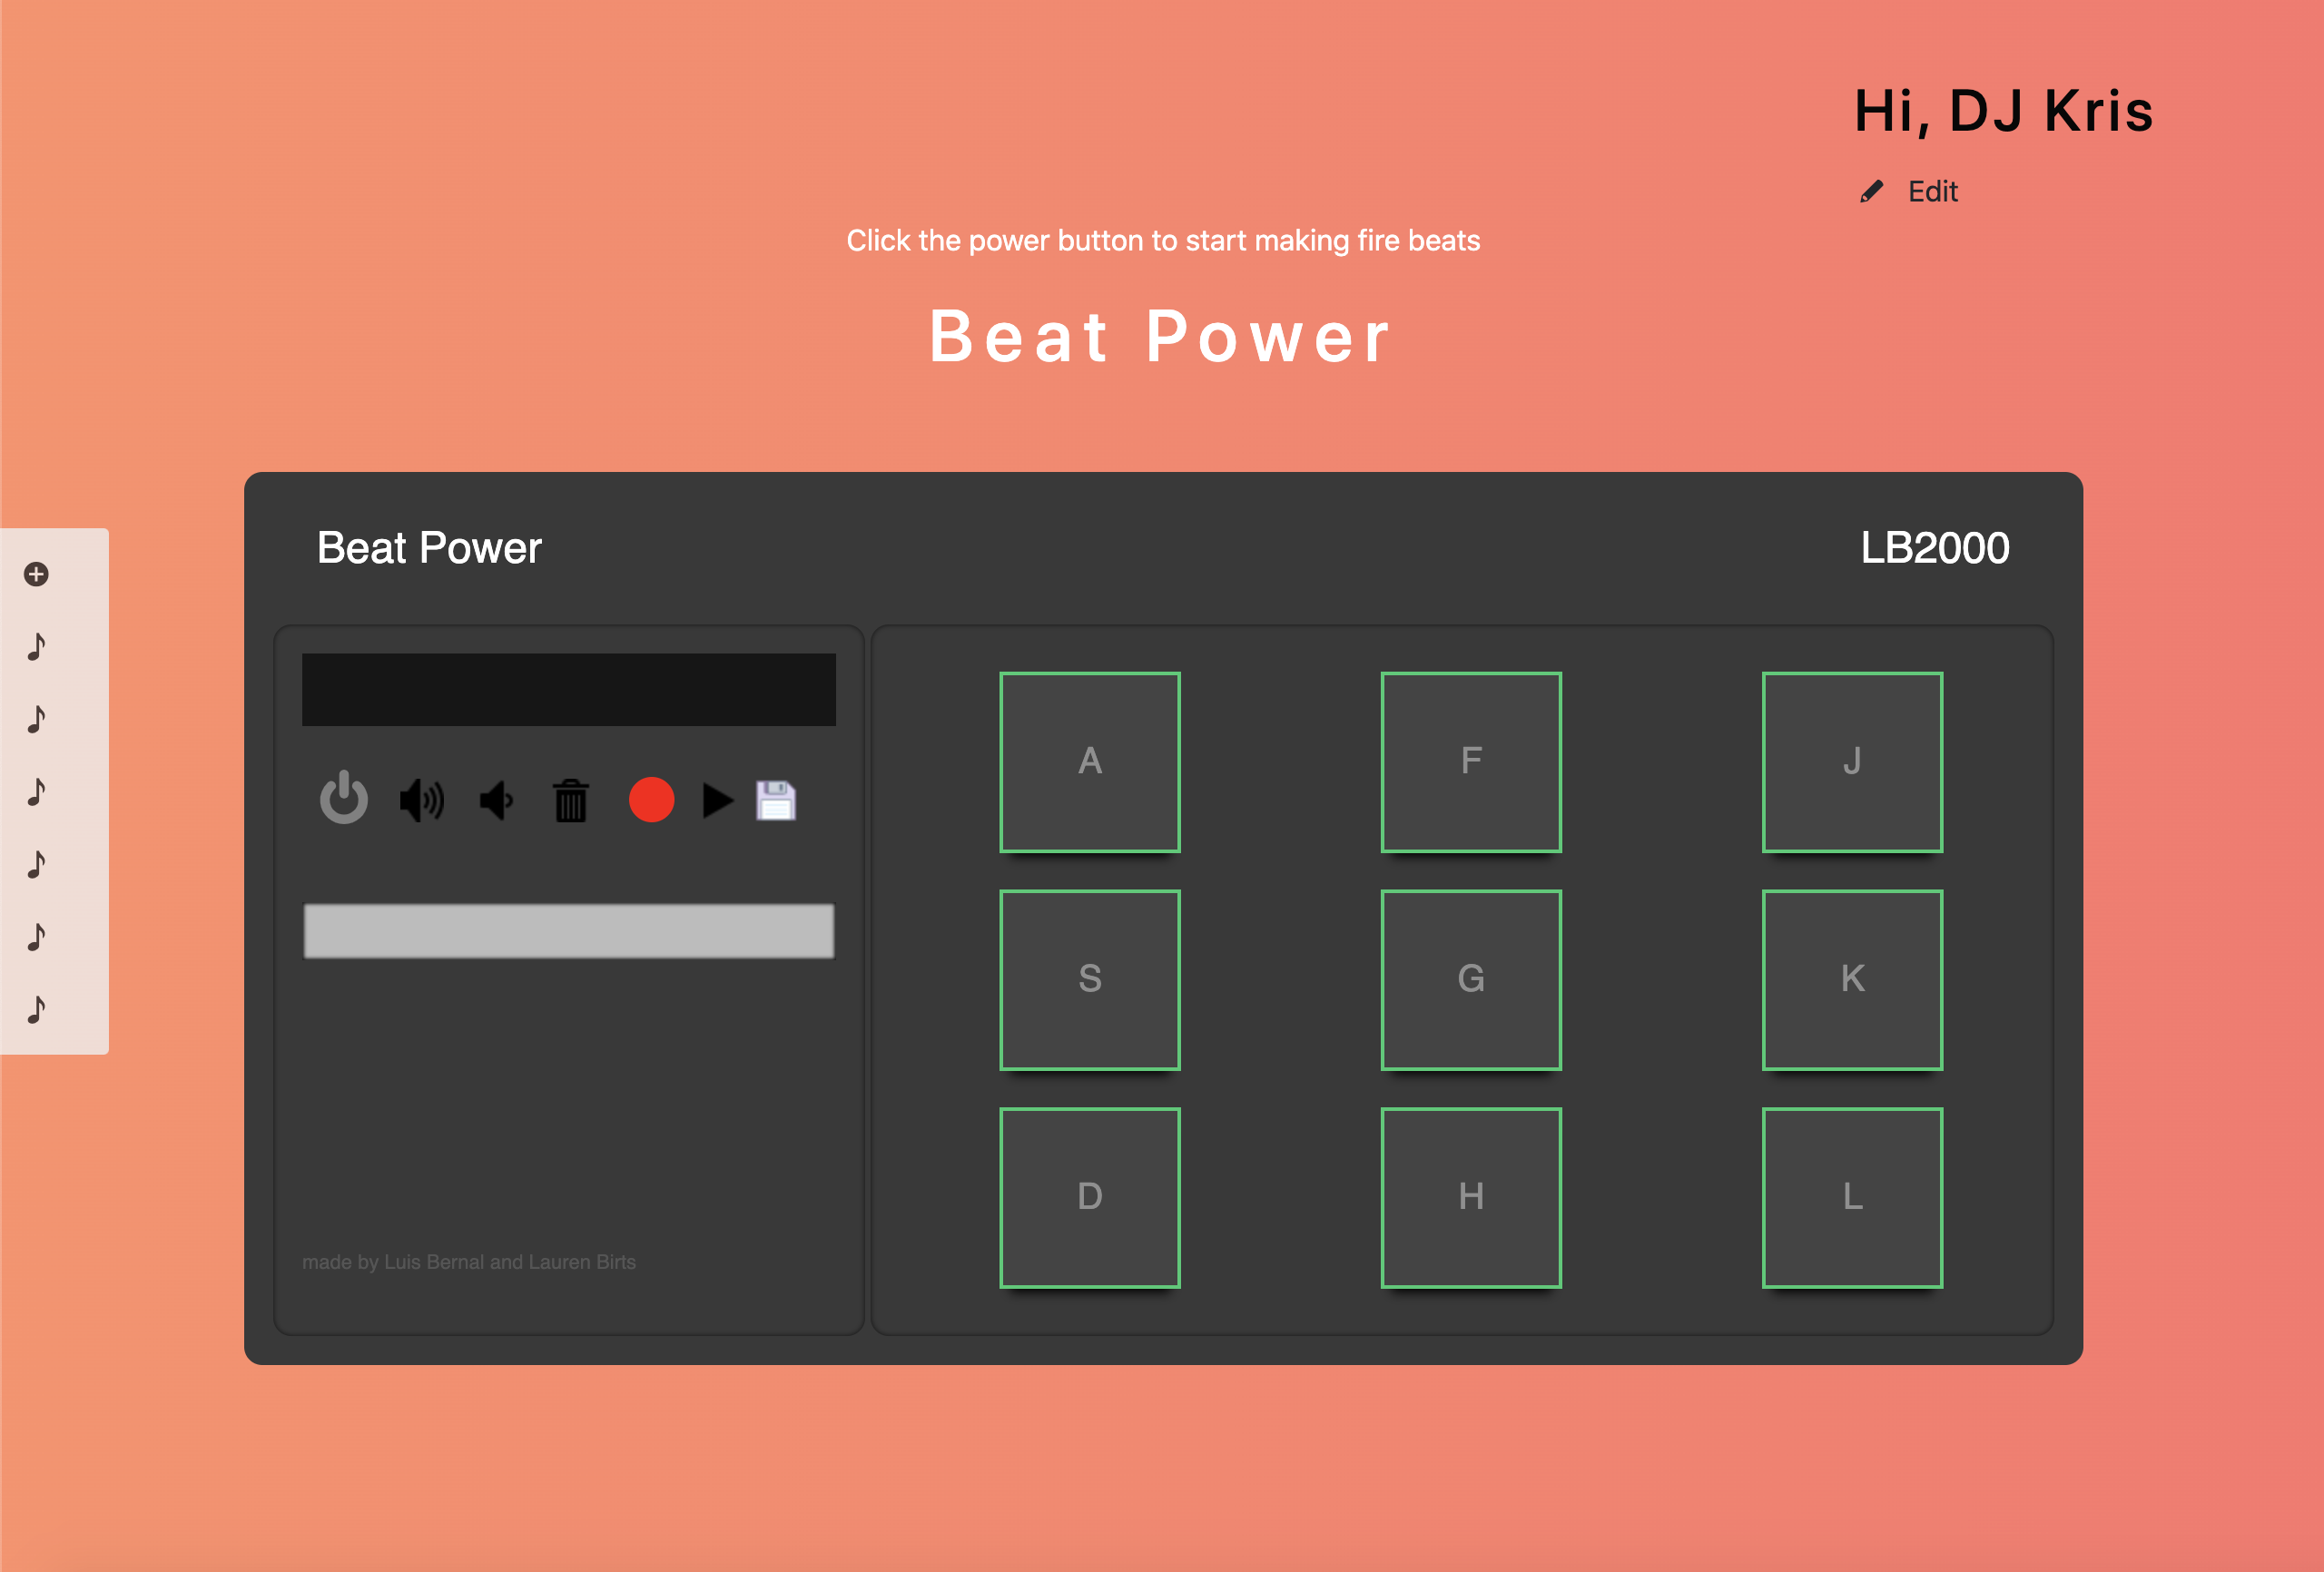 Hi, DJ Kris
Edit
Click the power button to start making fire beats
Beat Power
Beat Power
LB2000
A
F
J
S
G
K
D
H
L
made by Luis Bernal and Lauren Birts